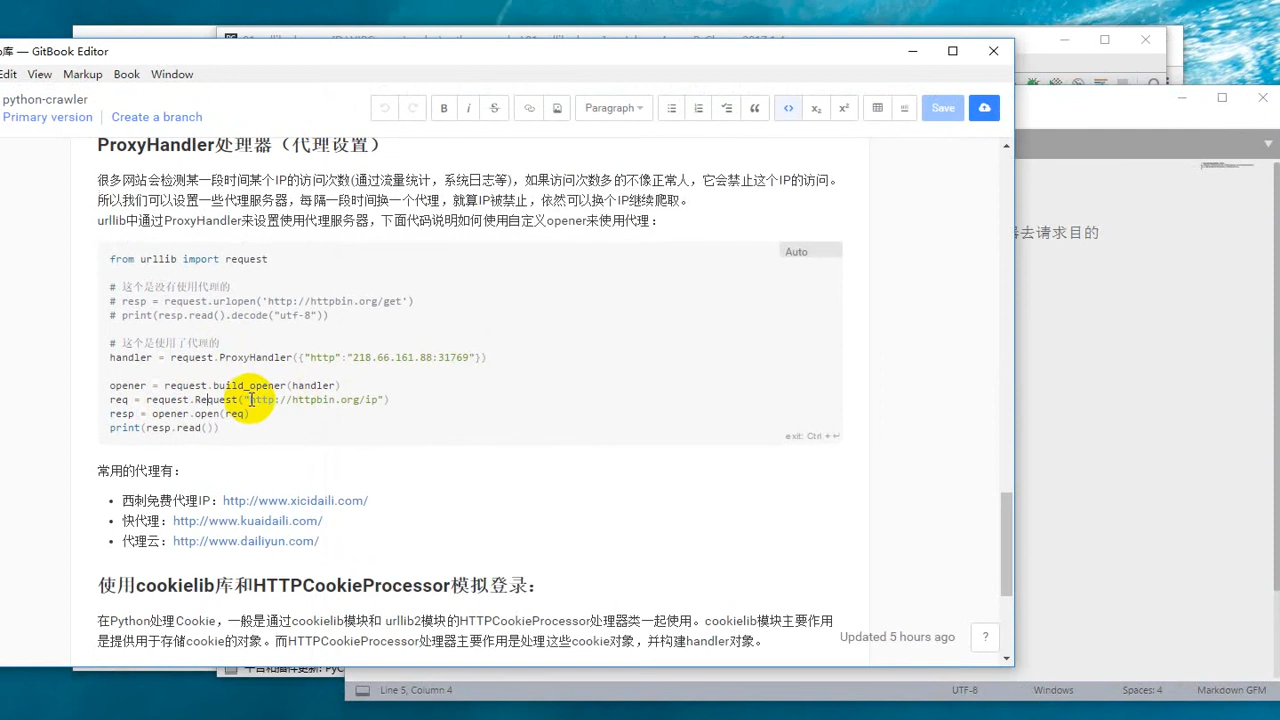 库 — GitBook Editor
Edit View Markup Book Window
python-crawler
Primary version Create a branch
B i S Paragraph x₂ x² Save
ProxyHandler处理器（代理设置）
很多网站会检测某一段时间某个IP的访问次数(通过流量统计，系统日志等)，如果访问次数多的不像正常人，它会禁止这个IP的访问。
所以我们可以设置一些代理服务器，每隔一段时间换一个代理，就算IP被禁止，依然可以换个IP继续爬取。
urllib中通过ProxyHandler来设置使用代理服务器，下面代码说明如何使用自定义opener来使用代理：
Auto
from urllib import request
# 这个是没有使用代理的
# resp = request.urlopen('http://httpbin.org/get')
# print(resp.read().decode("utf-8"))
# 这个是使用了代理的
handler = request.ProxyHandler({"http":"218.66.161.88:31769"})
opener = request.build_opener(handler)
req = request.Request("http://httpbin.org/ip")
resp = opener.open(req)
print(resp.read())
exit: Ctrl + ↵
常用的代理有：
• 西刺免费代理IP：http://www.xicidaili.com/
• 快代理：http://www.kuaidaili.com/
• 代理云：http://www.dailiyun.com/
使用cookielib库和HTTPCookieProcessor模拟登录：
在Python处理Cookie，一般是通过cookielib模块和 urllib2模块的HTTPCookieProcessor处理器类一起使用。cookielib模块主要作用
是提供用于存储cookie的对象。而HTTPCookieProcessor处理器主要作用是处理这些cookie对象，并构建handler对象。
Updated 5 hours ago ?
去请求目的
Line 5, Column 4 UTF-8 Windows Spaces: 4 Markdown GFM